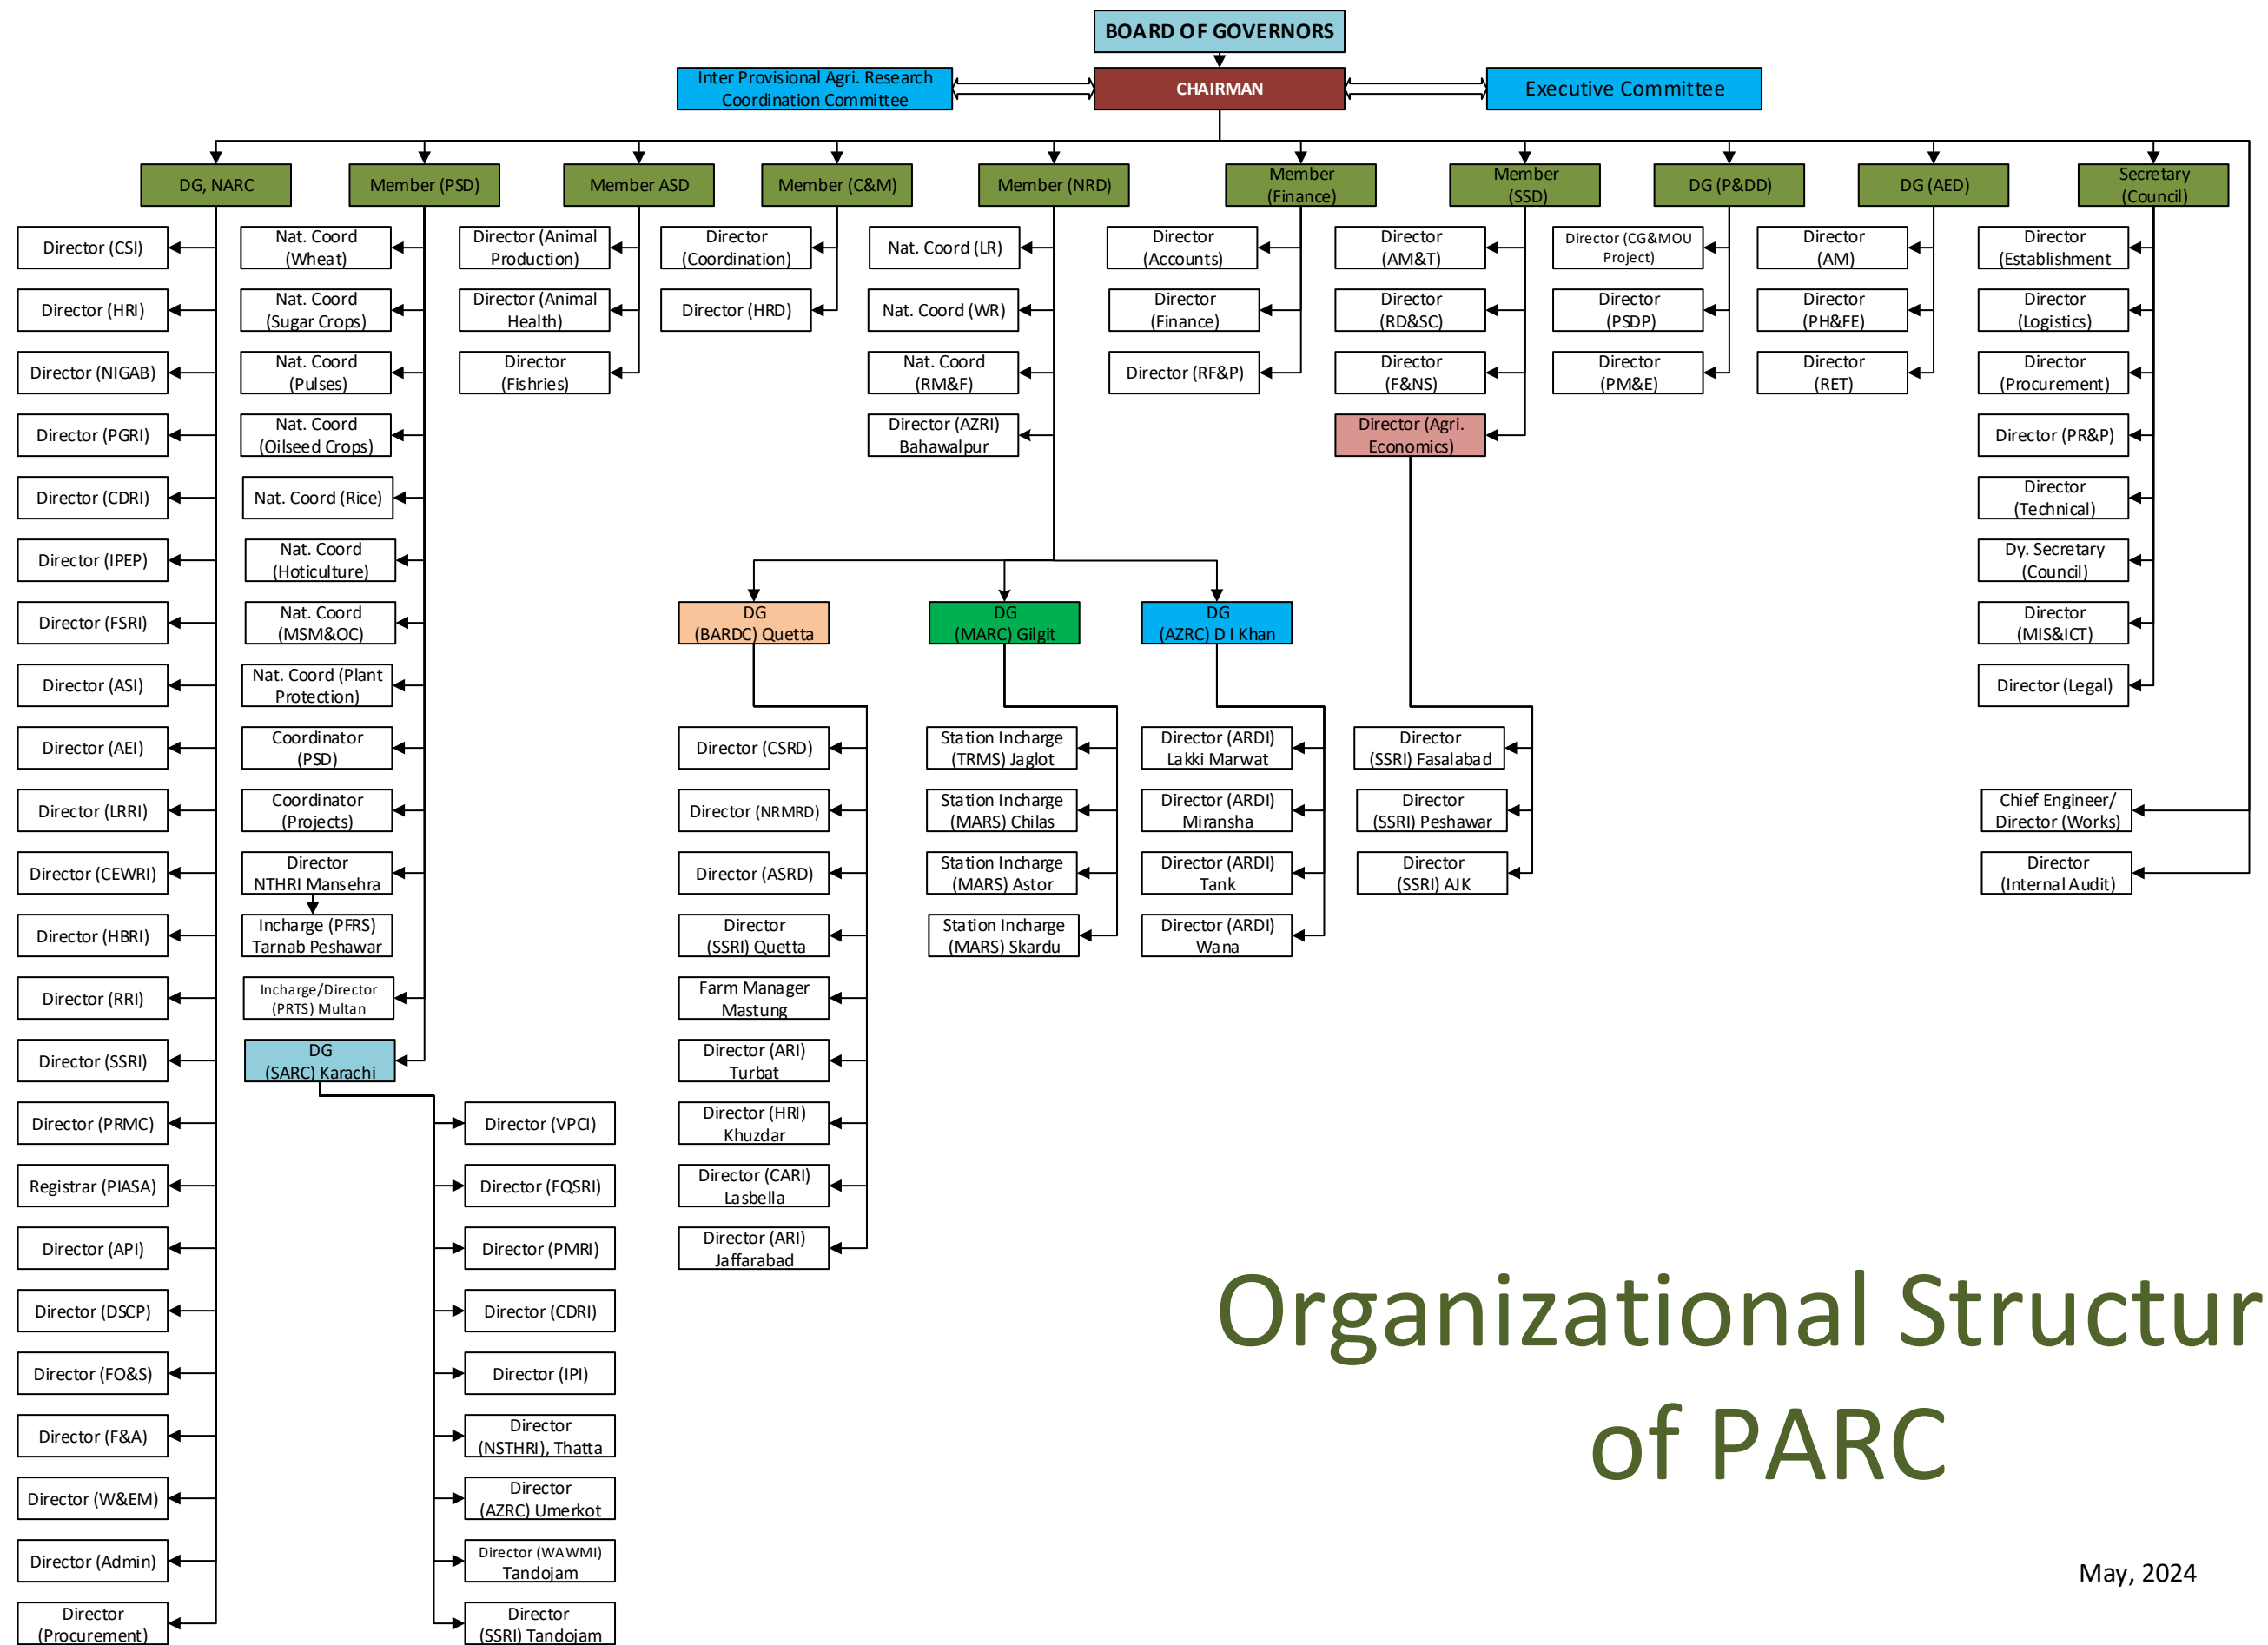 BOARD OF GOVERNORS
Inter Provisional Agri. Research
Coordination Committee
CHAIRMAN
Executive Committee
DG, NARC
Member (PSD)
Member ASD
Member (C&M)
Member (NRD)
Member
(Finance)
Member
(SSD)
DG (P&DD)
DG (AED)
Secretary
(Council)
Director (CSI)
Director (HRI)
Director (NIGAB)
Director (PGRI)
Director (CDRI)
Director (IPEP)
Director (FSRI)
Director (ASI)
Director (AEI)
Director (LRRI)
Director (CEWRI)
Director (HBRI)
Director (RRI)
Director (SSRI)
Director (PRMC)
Registrar (PIASA)
Director (API)
Director (DSCP)
Director (FO&S)
Director (F&A)
Director (W&EM)
Director (Admin)
Director
(Procurement)
Nat. Coord
(Wheat)
Nat. Coord
(Sugar Crops)
Nat. Coord
(Pulses)
Nat. Coord
(Oilseed Crops)
Nat. Coord (Rice)
Nat. Coord
(Hoticulture)
Nat. Coord
(MSM&OC)
Nat. Coord (Plant
Protection)
Coordinator
(PSD)
Coordinator
(Projects)
Director
NTHRI Mansehra
Incharge (PFRS)
Tarnab Peshawar
Incharge/Director
(PRTS) Multan
DG
(SARC) Karachi
Director (VPCI)
Director (FQSRI)
Director (PMRI)
Director (CDRI)
Director (IPI)
Director
(NSTHRI), Thatta
Director
(AZRC) Umerkot
Director (WAWMI)
Tandojam
Director
(SSRI) Tandojam
Director (Animal
Production)
Director (Animal
Health)
Director
(Fishries)
Director
(Coordination)
Director (HRD)
Nat. Coord (LR)
Nat. Coord (WR)
Nat. Coord
(RM&F)
Director (AZRI)
Bahawalpur
DG
(BARDC) Quetta
Director (CSRD)
Director (NRMRD)
Director (ASRD)
Director
(SSRI) Quetta
Farm Manager
Mastung
Director (ARI)
Turbat
Director (HRI)
Khuzdar
Director (CARI)
Lasbella
Director (ARI)
Jaffarabad
DG
(MARC) Gilgit
Station Incharge
(TRMS) Jaglot
Station Incharge
(MARS) Chilas
Station Incharge
(MARS) Astor
Station Incharge
(MARS) Skardu
DG
(AZRC) D I Khan
Director (ARDI)
Lakki Marwat
Director (ARDI)
Miransha
Director (ARDI)
Tank
Director (ARDI)
Wana
Director
(Accounts)
Director
(Finance)
Director (RF&P)
Director
(AM&T)
Director
(RD&SC)
Director
(F&NS)
Director (Agri.
Economics)
Director
(SSRI) Fasalabad
Director
(SSRI) Peshawar
Director
(SSRI) AJK
Director (CG&MOU
Project)
Director
(PSDP)
Director
(PM&E)
Director
(AM)
Director
(PH&FE)
Director
(RET)
Director
(Establishment
Director
(Logistics)
Director
(Procurement)
Director (PR&P)
Director
(Technical)
Dy. Secretary
(Council)
Director
(MIS&ICT)
Director (Legal)
Chief Engineer/
Director (Works)
Director
(Internal Audit)
Organizational Structur
of PARC
May, 2024